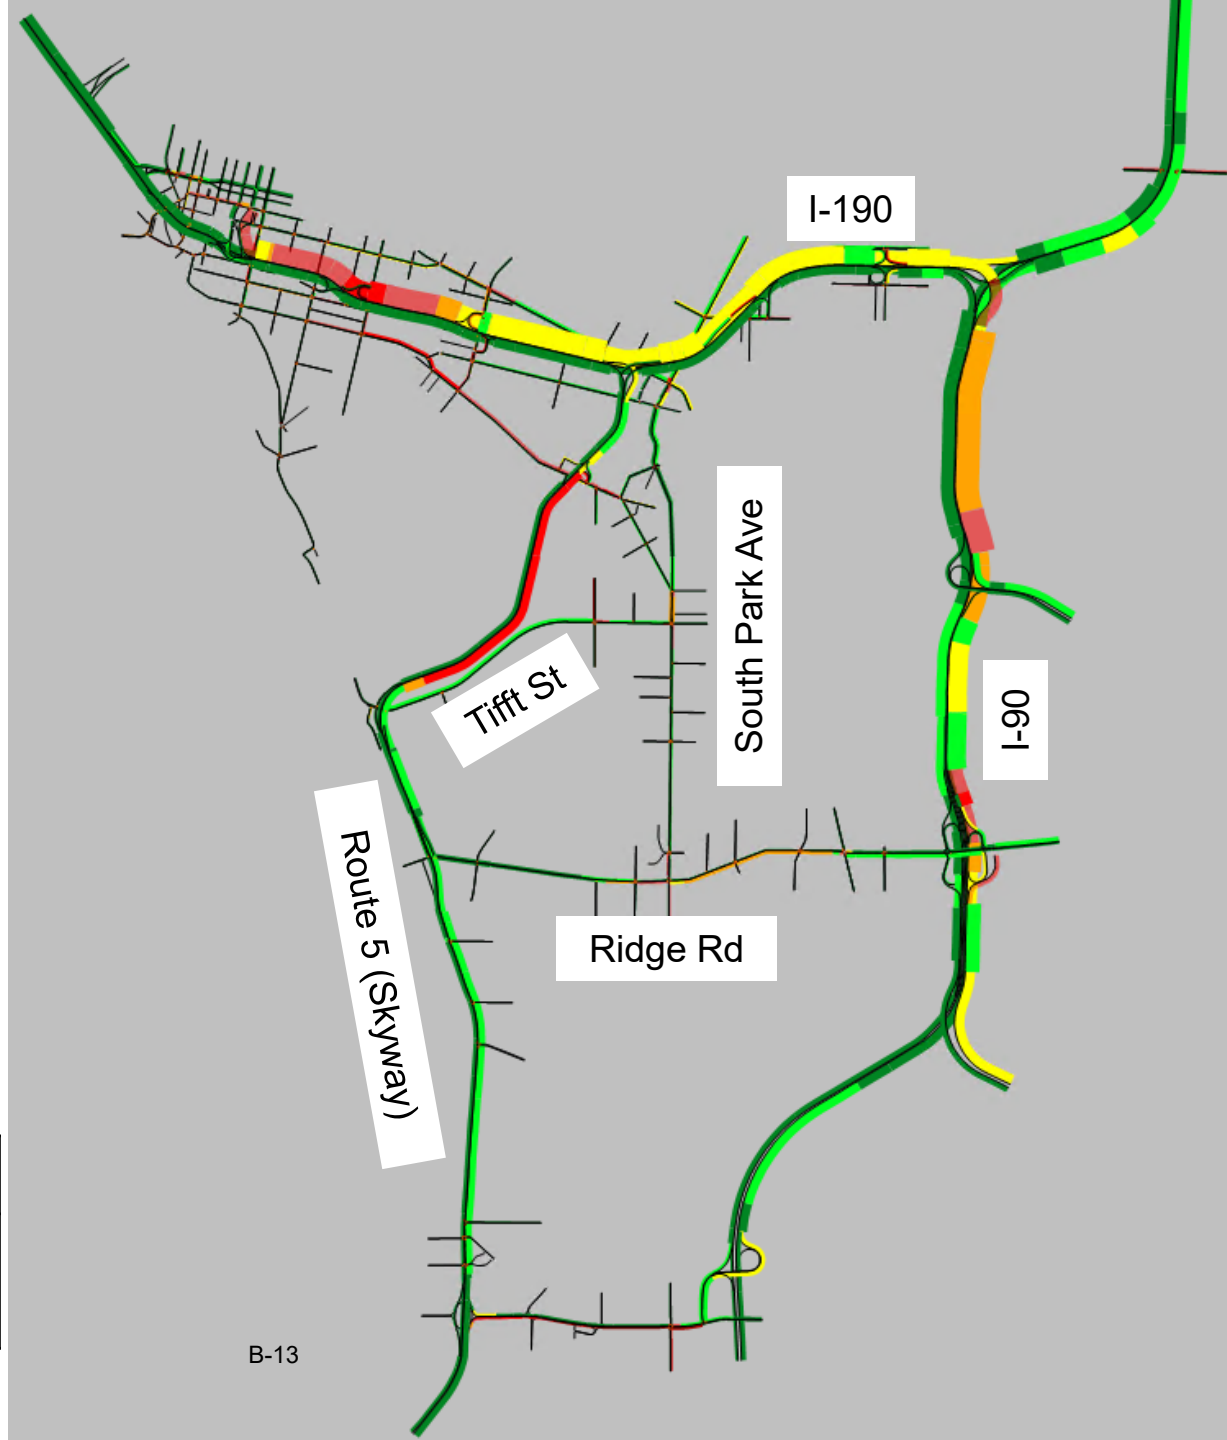 I-190
South Park Ave
Tifft St
I-90
Route 5 (Skyway)
Ridge Rd
B-13